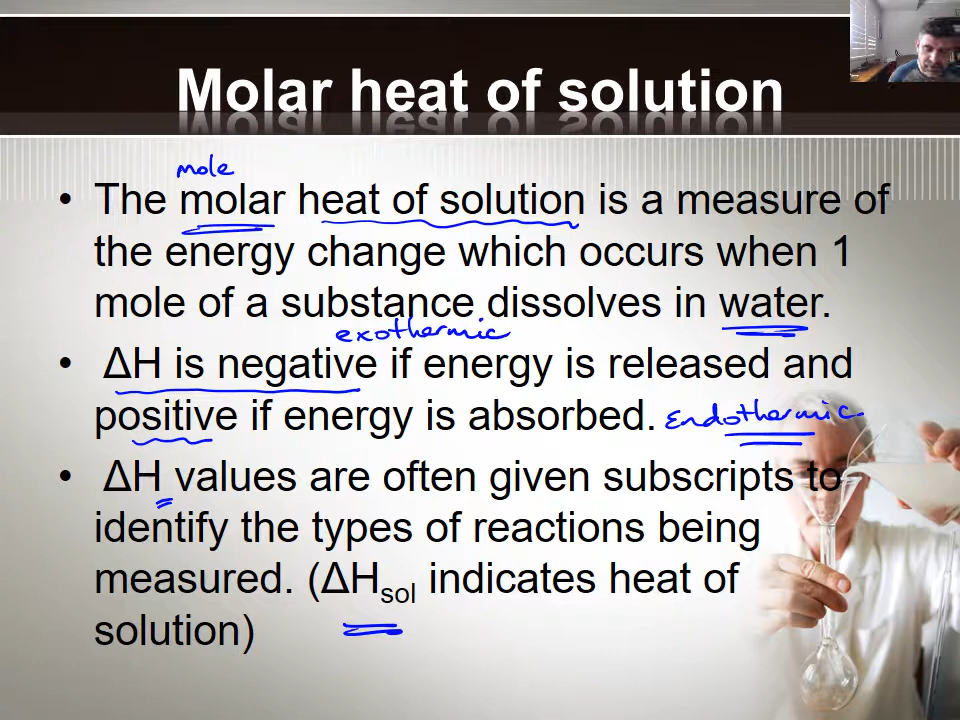 Molar heat of solution
mole
• The molar heat of solution is a measure of
the energy change which occurs when 1
mole of a substance dissolves in water.
exothermic
• ΔH is negative if energy is released and
positive if energy is absorbed. Endothermic
• ΔH values are often given subscripts to
identify the types of reactions being
measured. (ΔHsol indicates heat of
solution)